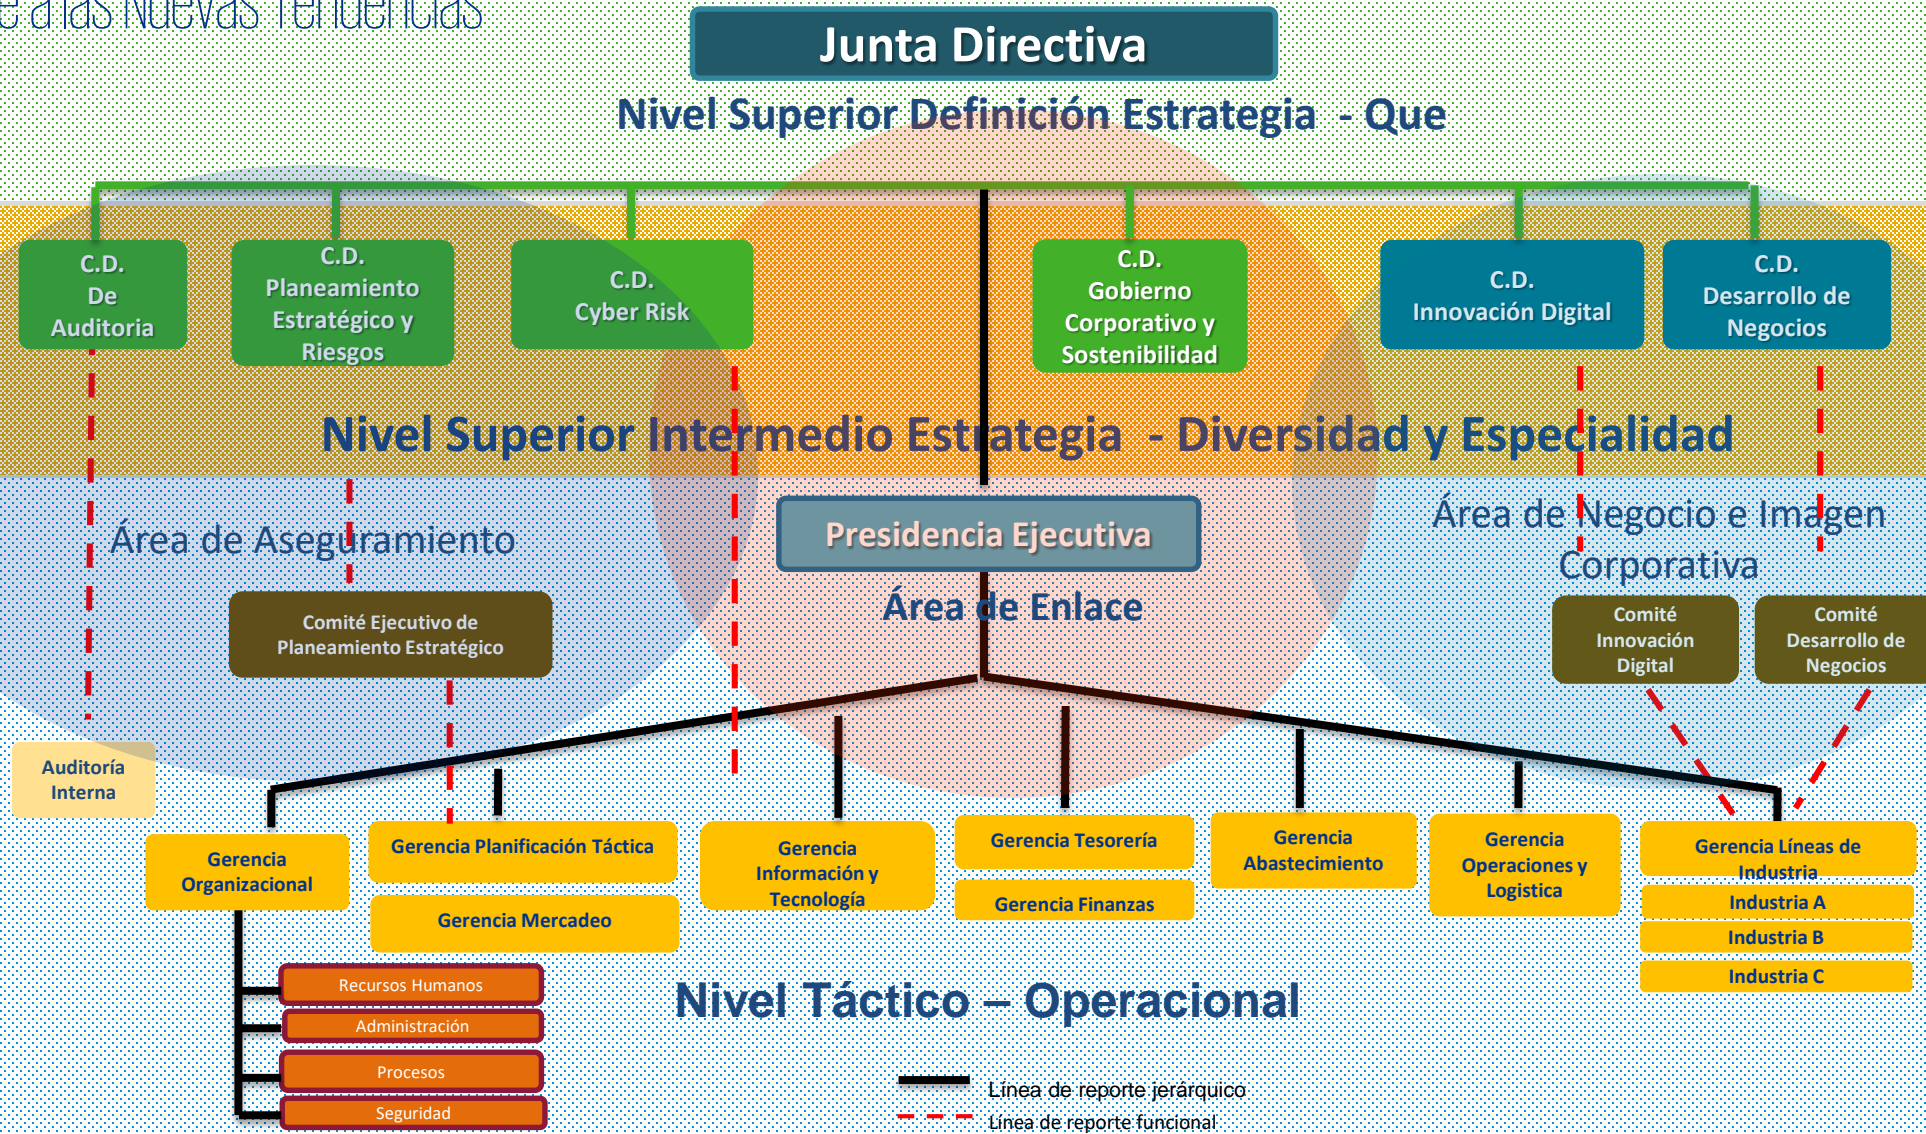 a las Nuevas Tendencias
Junta Directiva
Nivel Superior Definición Estrategia - Que
C.D.
De
Auditoria
C.D.
Planeamiento
Estratégico y
Riesgos
C.D.
Cyber Risk
C.D.
Gobierno
Corporativo y
Sostenibilidad
C.D.
Innovación Digital
C.D.
Desarrollo de
Negocios
Nivel Superior Intermedio Estrategia - Diversidad y Especialidad
Área de Aseguramiento
Presidencia Ejecutiva
Área de Enlace
Área de Negocio e Imagen
Corporativa
Comité Ejecutivo de
Planeamiento Estratégico
Comité
Innovación
Digital
Comité
Desarrollo de
Negocios
Auditoría
Interna
Gerencia
Organizacional
Gerencia Planificación Táctica
Gerencia Mercadeo
Gerencia
Información y
Tecnología
Gerencia Tesorería
Gerencia Finanzas
Gerencia
Abastecimiento
Gerencia
Operaciones y
Logistica
Gerencia Líneas de
Industria
Industria A
Industria B
Industria C
Recursos Humanos
Administración
Procesos
Seguridad
Nivel Táctico – Operacional
Línea de reporte jerárquico
Línea de reporte funcional